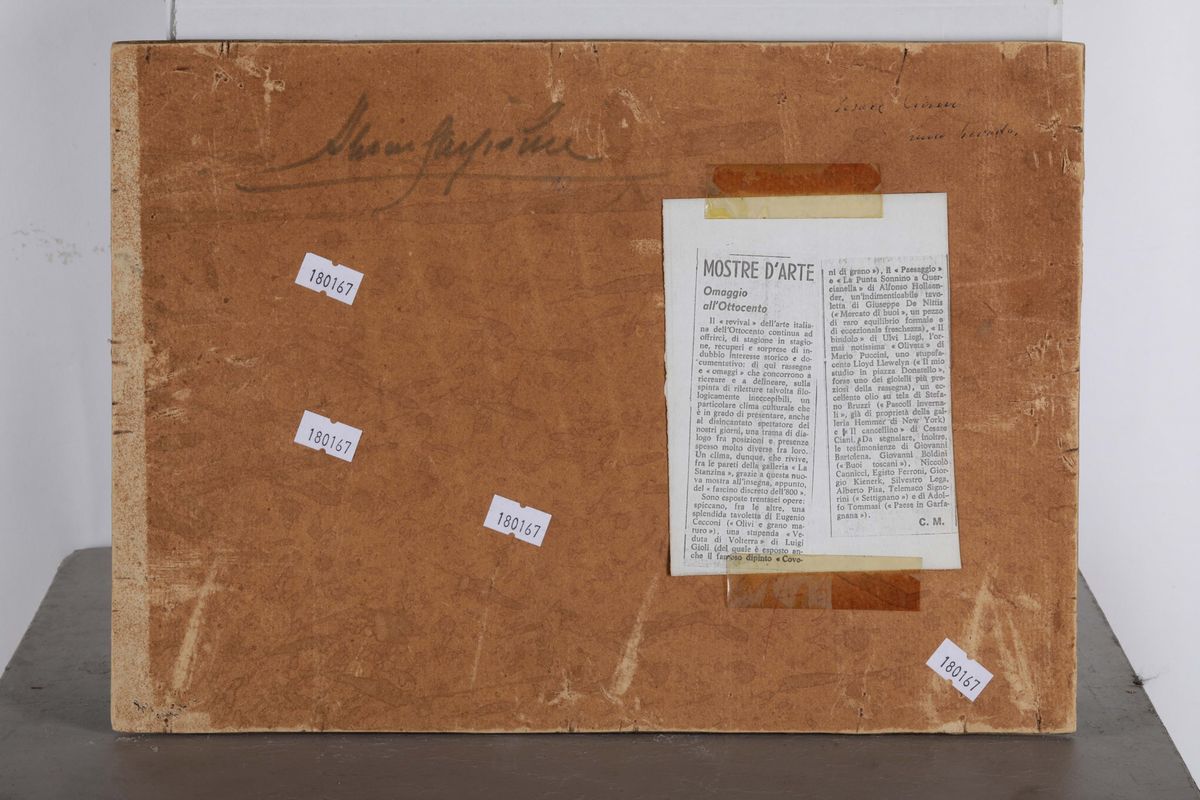 180167
180167
180167
180167
MOSTRE D'ARTE
Omaggio
all'Ottocento
Il « revival » dell'arte italia-
na dell'Ottocento continua ad
offrirci, di stagione in stagio-
ne, recuperi e sorprese di in-
dubbio interesse storico e do-
cumentativo: di qui rassegne
e « omaggi » che concorrono a
ricreare e a delineare, sulla
spinta di riletture talvolta filo-
logicamente ineccepibili, un
particolare clima culturale che
è in grado di presentare, anche
al disincantato spettatore dei
nostri giorni, una trama di dia-
logo fra posizioni e presenze
spesso molto diverse fra loro.
Un clima, dunque, che rivive,
fra le pareti della galleria « La
Stanzina », grazie a questa nuo-
va mostra all'insegna, appunto,
del « fascino discreto dell'800 ».
Sono esposte trentasei opere:
spiccano, fra le altre, una
splendida tavoletta di Eugenio
Cecconi (« Olivi e grano ma-
turo »), una stupenda « Ve-
duta di Volterra » di Luigi
Gioli (del quale è esposto an-
che il famoso dipinto « Covo-
ni di grano »), il « Paesaggio »
e « La Punta Sonnino a Quer-
cianella » di Alfonso Hollaen-
der, un'indimenticabile tavo-
letta di Giuseppe De Nittis
(« Mercato di buoi », un pezzo
di raro equilibrio formale e
di eccezionale freschezza), « Il
bindolo » di Ulvi Liegi, l'or-
mai notissima « Oliveta » di
Mario Puccini, uno stupefa-
cente Lloyd Llewelyn (« Il mio
studio in piazza Donatello »,
forse uno dei gioielli più pre-
ziosi della rassegna), un ec-
cellente olio su tela di Stefa-
no Bruzzi (« Pascoli inverna-
li », già di proprietà della gal-
leria Hemmer di New York)
e « Il cancellino » di Cesare
Ciani. Da segnalare, inoltre,
le testimonianze di Giovanni
Bartolena, Giovanni Boldini
(« Buoi toscani »), Niccolò
Cannicci, Egisto Ferroni, Gior-
gio Kienerk, Silvestro Lega,
Alberto Pisa, Telemaco Signo-
rini (« Settignano ») e di Adol-
fo Tommasi (« Paese in Garfa-
gnana »).
C. M.